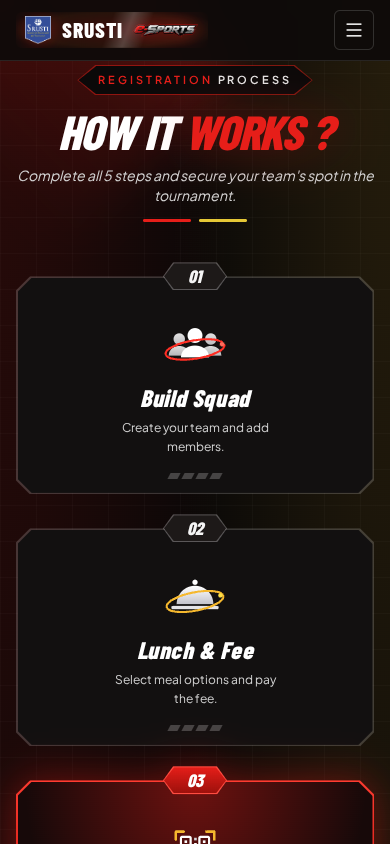 SRUSTI
SRUSTI E-SPORTS
REGISTRATION PROCESS
HOW IT WORKS ?
Complete all 5 steps and secure your team's spot in the
tournament.
01
Build Squad
Create your team and add
members.
02
Lunch & Fee
Select meal options and pay
the fee.
03